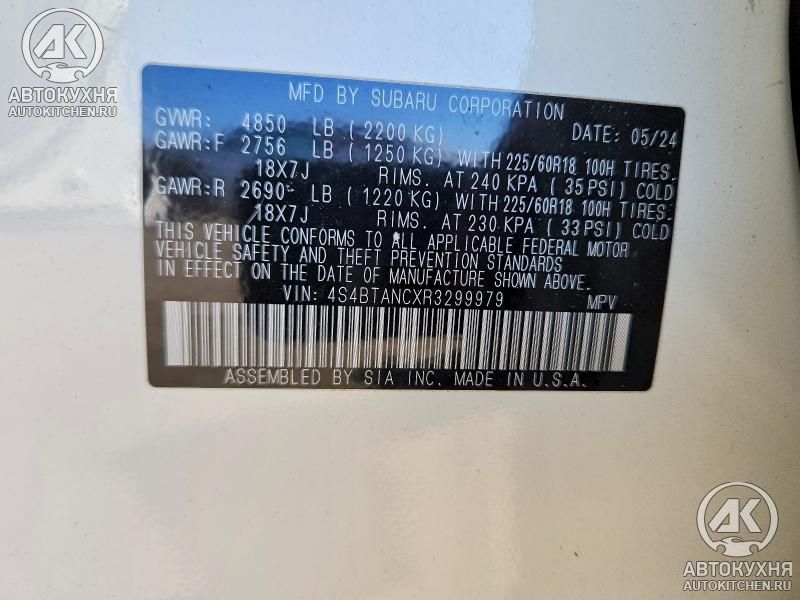 AK
АВТОКУХНЯ
AUTOKITCHEN.RU
MFD BY SUBARU CORPORATION
GVWR: 4850 LB (2200 KG) DATE: 05/24
GAWR:F 2756 LB (1250 KG) WITH 225/60R18 100H TIRES
18X7J RIMS. AT 240 KPA (35 PSI) COLD
GAWR:R 2690 LB (1220 KG) WITH 225/60R18 100H TIRES
18X7J RIMS. AT 230 KPA (33 PSI) COLD
THIS VEHICLE CONFORMS TO ALL APPLICABLE FEDERAL MOTOR
VEHICLE SAFETY AND THEFT PREVENTION STANDARDS
IN EFFECT ON THE DATE OF MANUFACTURE SHOWN ABOVE.
VIN: 4S4BTANCXR3299979 MPV
ASSEMBLED BY SIA INC. MADE IN U.S.A.
AK
АВТОКУХНЯ
AUTOKITCHEN.RU